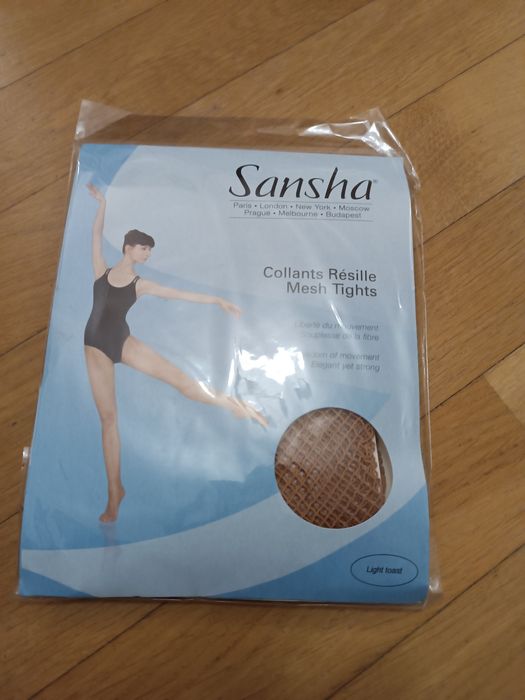 Sansha®
Paris • London • New York • Moscow
Prague • Melbourne • Budapest
Collants Résille
Mesh Tights
Liberté du mouvement
Souplesse de la fibre
of movement
Elegant yet strong
Light toast